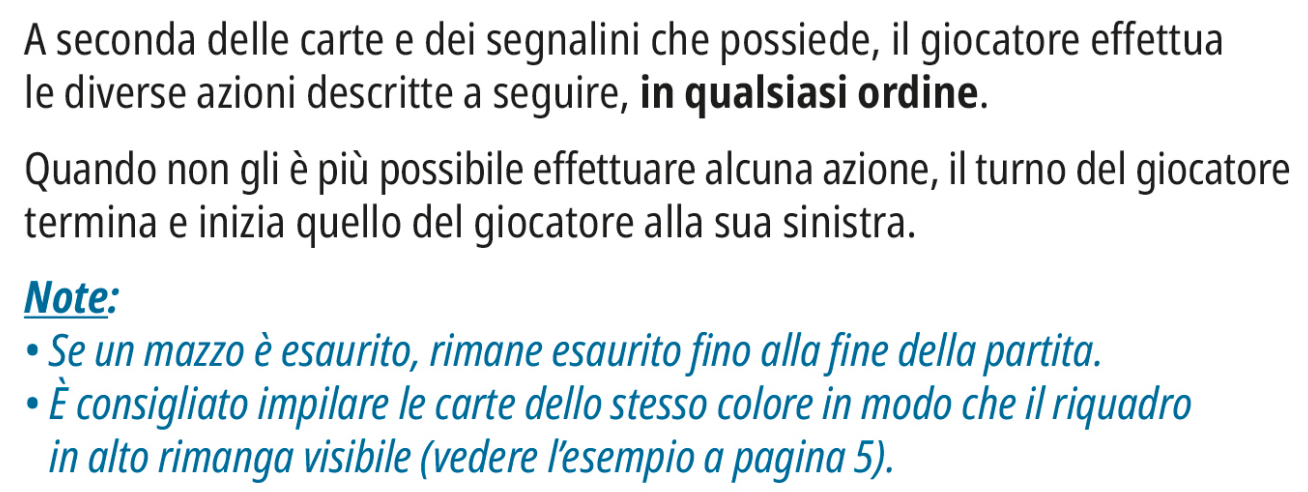 A seconda delle carte e dei segnalini che possiede, il giocatore effettua
le diverse azioni descritte a seguire, in qualsiasi ordine.
Quando non gli è più possibile effettuare alcuna azione, il turno del giocatore
termina e inizia quello del giocatore alla sua sinistra.
Note:
• Se un mazzo è esaurito, rimane esaurito fino alla fine della partita.
• È consigliato impilare le carte dello stesso colore in modo che il riquadro
in alto rimanga visibile (vedere l'esempio a pagina 5).